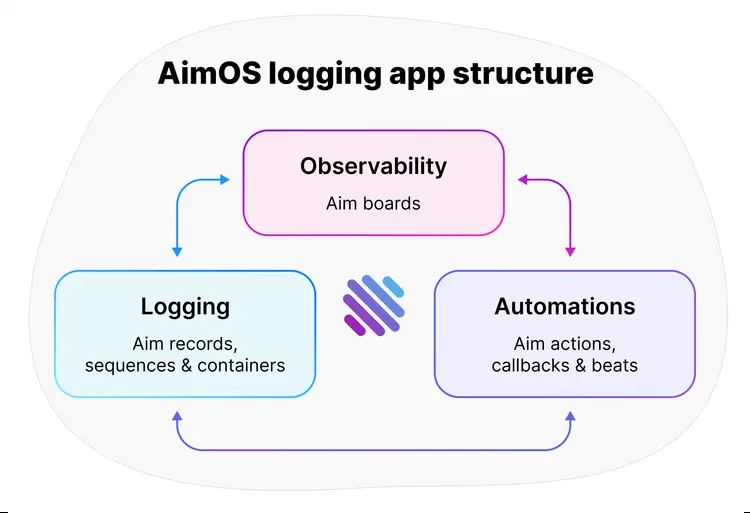 AimOS logging app structure
Observability
Aim boards
Logging
Aim records,
sequences & containers
Automations
Aim actions,
callbacks & beats